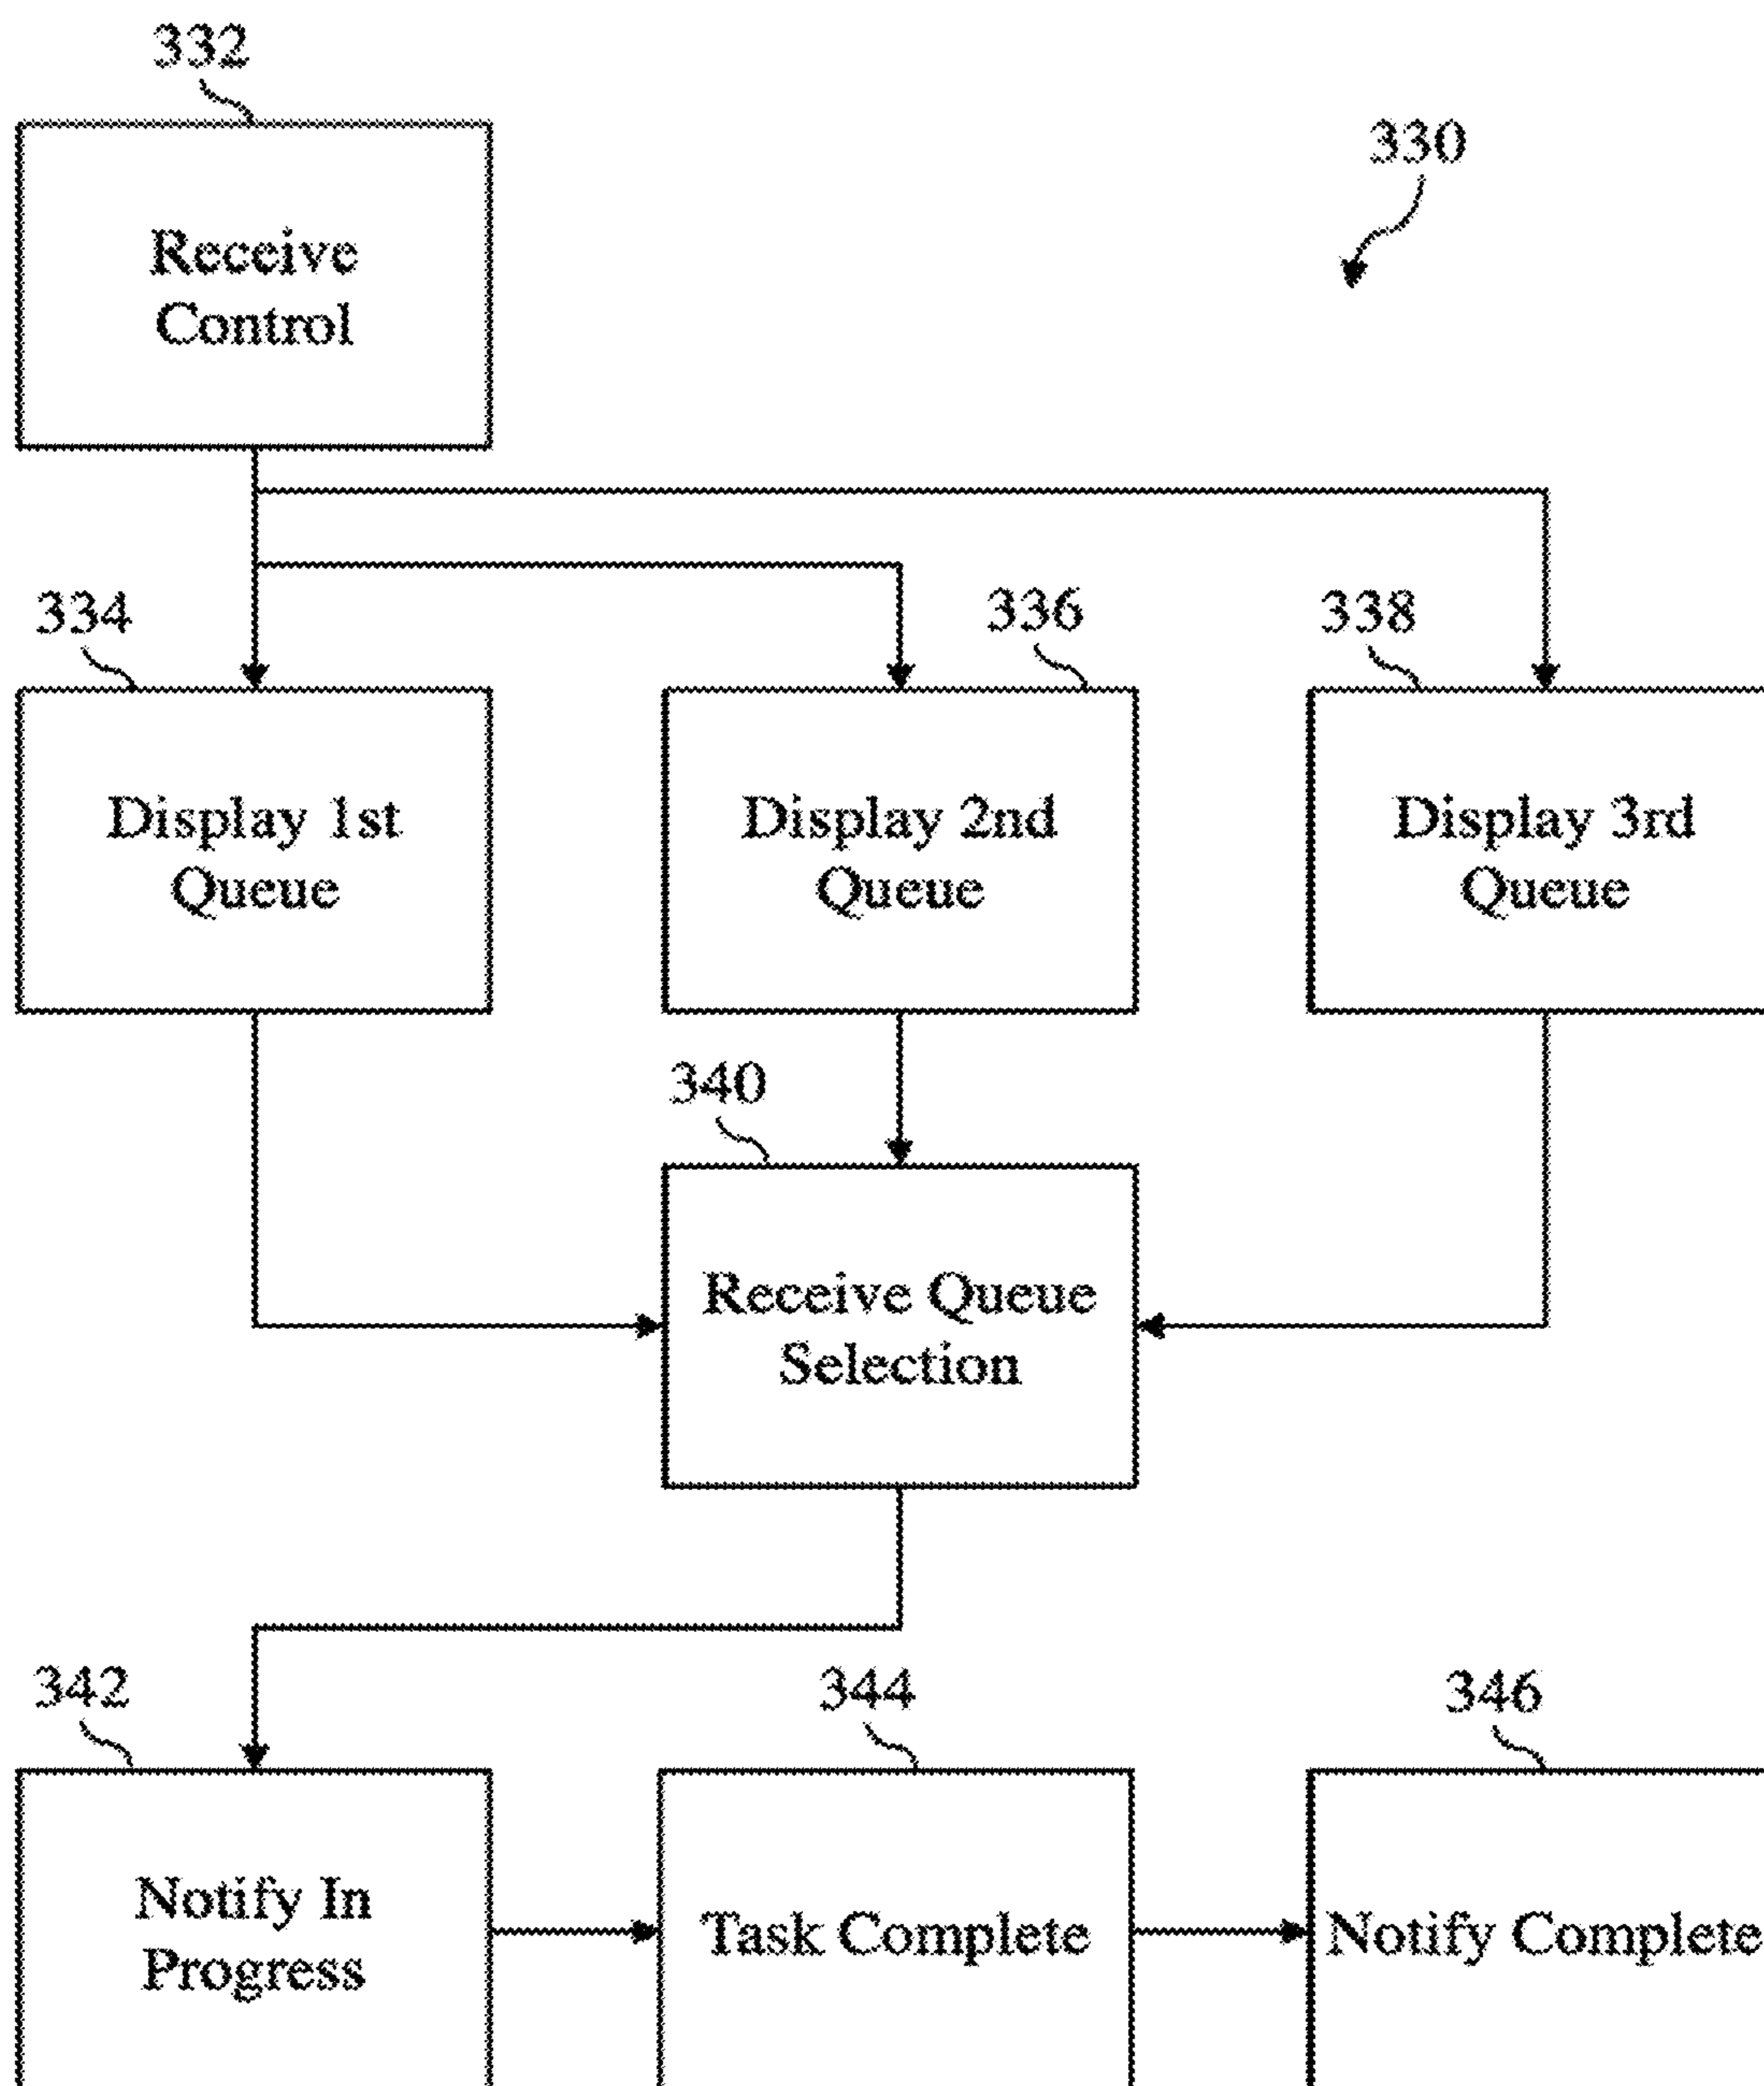 332
330
Receive
Control
334
336
338
Display 1st
Queue
Display 2nd
Queue
Display 3rd
Queue
340
Receive Queue
Selection
342
344
346
Notify In
Progress
Task Complete
Notify Complete